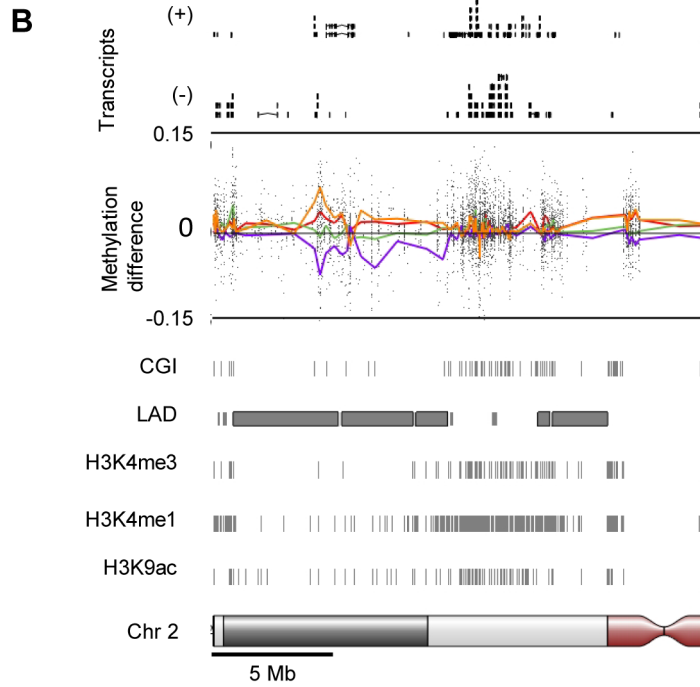 B
(+)
Transcripts
(-)
0.15
Methylation
difference
0
-0.15
CGI
LAD
H3K4me3
H3K4me1
H3K9ac
Chr 2
5 Mb